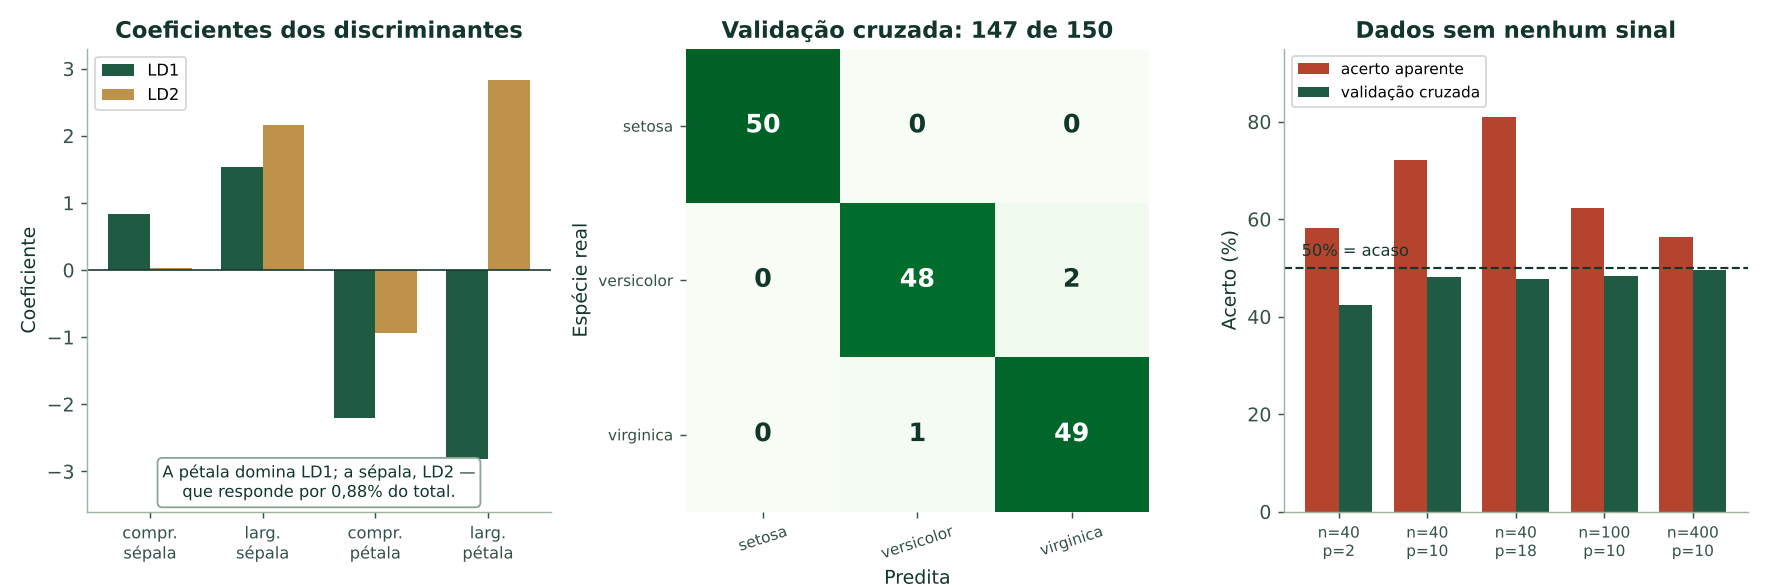 Coeficientes dos discriminantes
LD1
LD2
3
2
1
0
−1
−2
−3
Coeficiente
A pétala domina LD1; a sépala, LD2 —
que responde por 0,88% do total.
compr.
sépala
larg.
sépala
compr.
pétala
larg.
pétala
Validação cruzada: 147 de 150
Espécie real
setosa
50
0
0
versicolor
0
48
2
virginica
0
1
49
setosa
versicolor
virginica
Predita
Dados sem nenhum sinal
acerto aparente
validação cruzada
80
60
40
20
0
Acerto (%)
50% = acaso
n=40
p=2
n=40
p=10
n=40
p=18
n=100
p=10
n=400
p=10